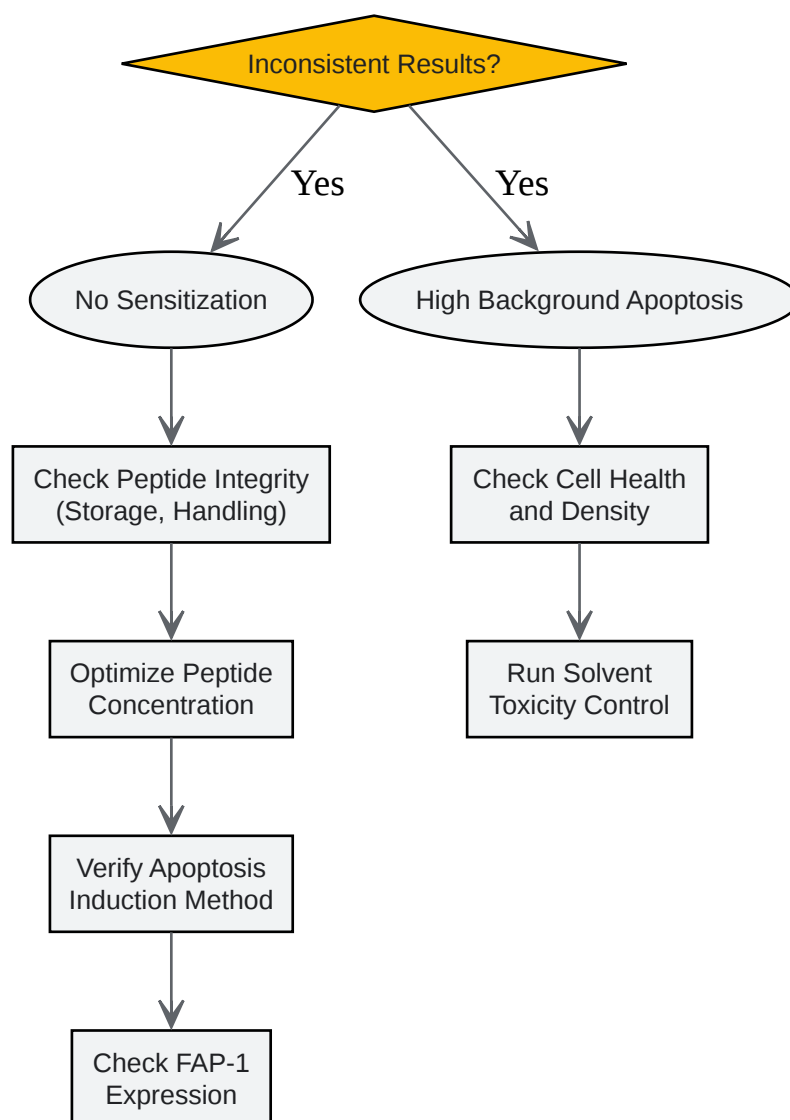 Inconsistent Results?
Yes
Yes
No Sensitization
High Background Apoptosis
Check Peptide Integrity
(Storage, Handling)
Check Cell Health
and Density
Optimize Peptide
Concentration
Run Solvent
Toxicity Control
Verify Apoptosis
Induction Method
Check FAP-1
Expression